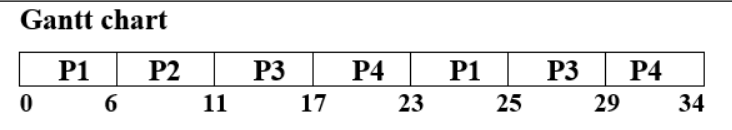 Gantt chart
P1 P2 P3 P4 P1 P3 P4
0 6 11 17 23 25 29 34